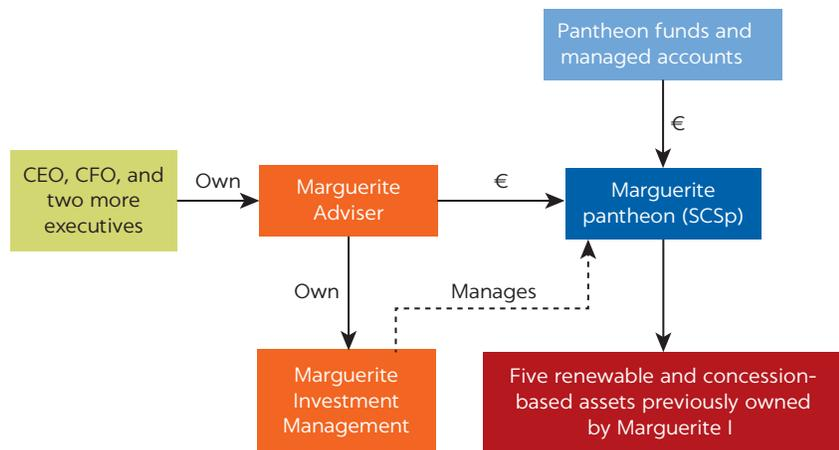 Pantheon funds and
managed accounts
€
CEO, CFO, and
two more
executives
Own
Marguerite
Adviser
€
Marguerite
pantheon (SCSp)
Own
Manages
Marguerite
Investment
Management
Five renewable and concession-
based assets previously owned
by Marguerite I